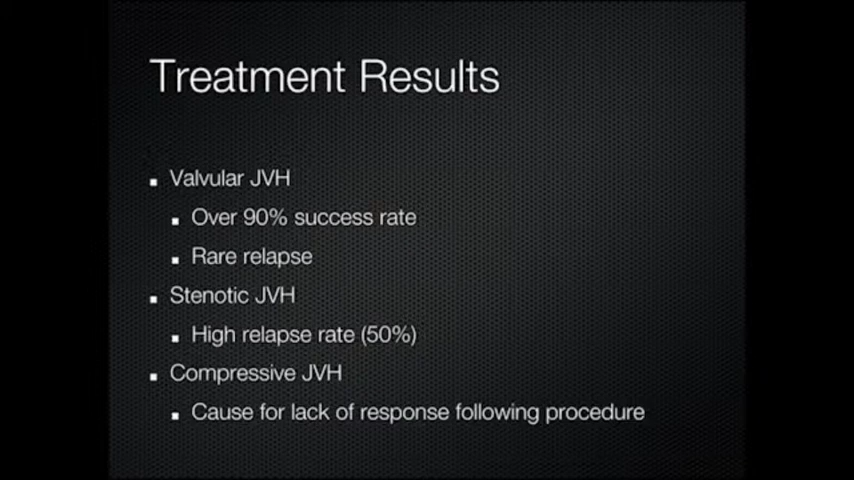 Treatment Results
Valvular JVH
Over 90% success rate
Rare relapse
Stenotic JVH
High relapse rate (50%)
Compressive JVH
Cause for lack of response following procedure